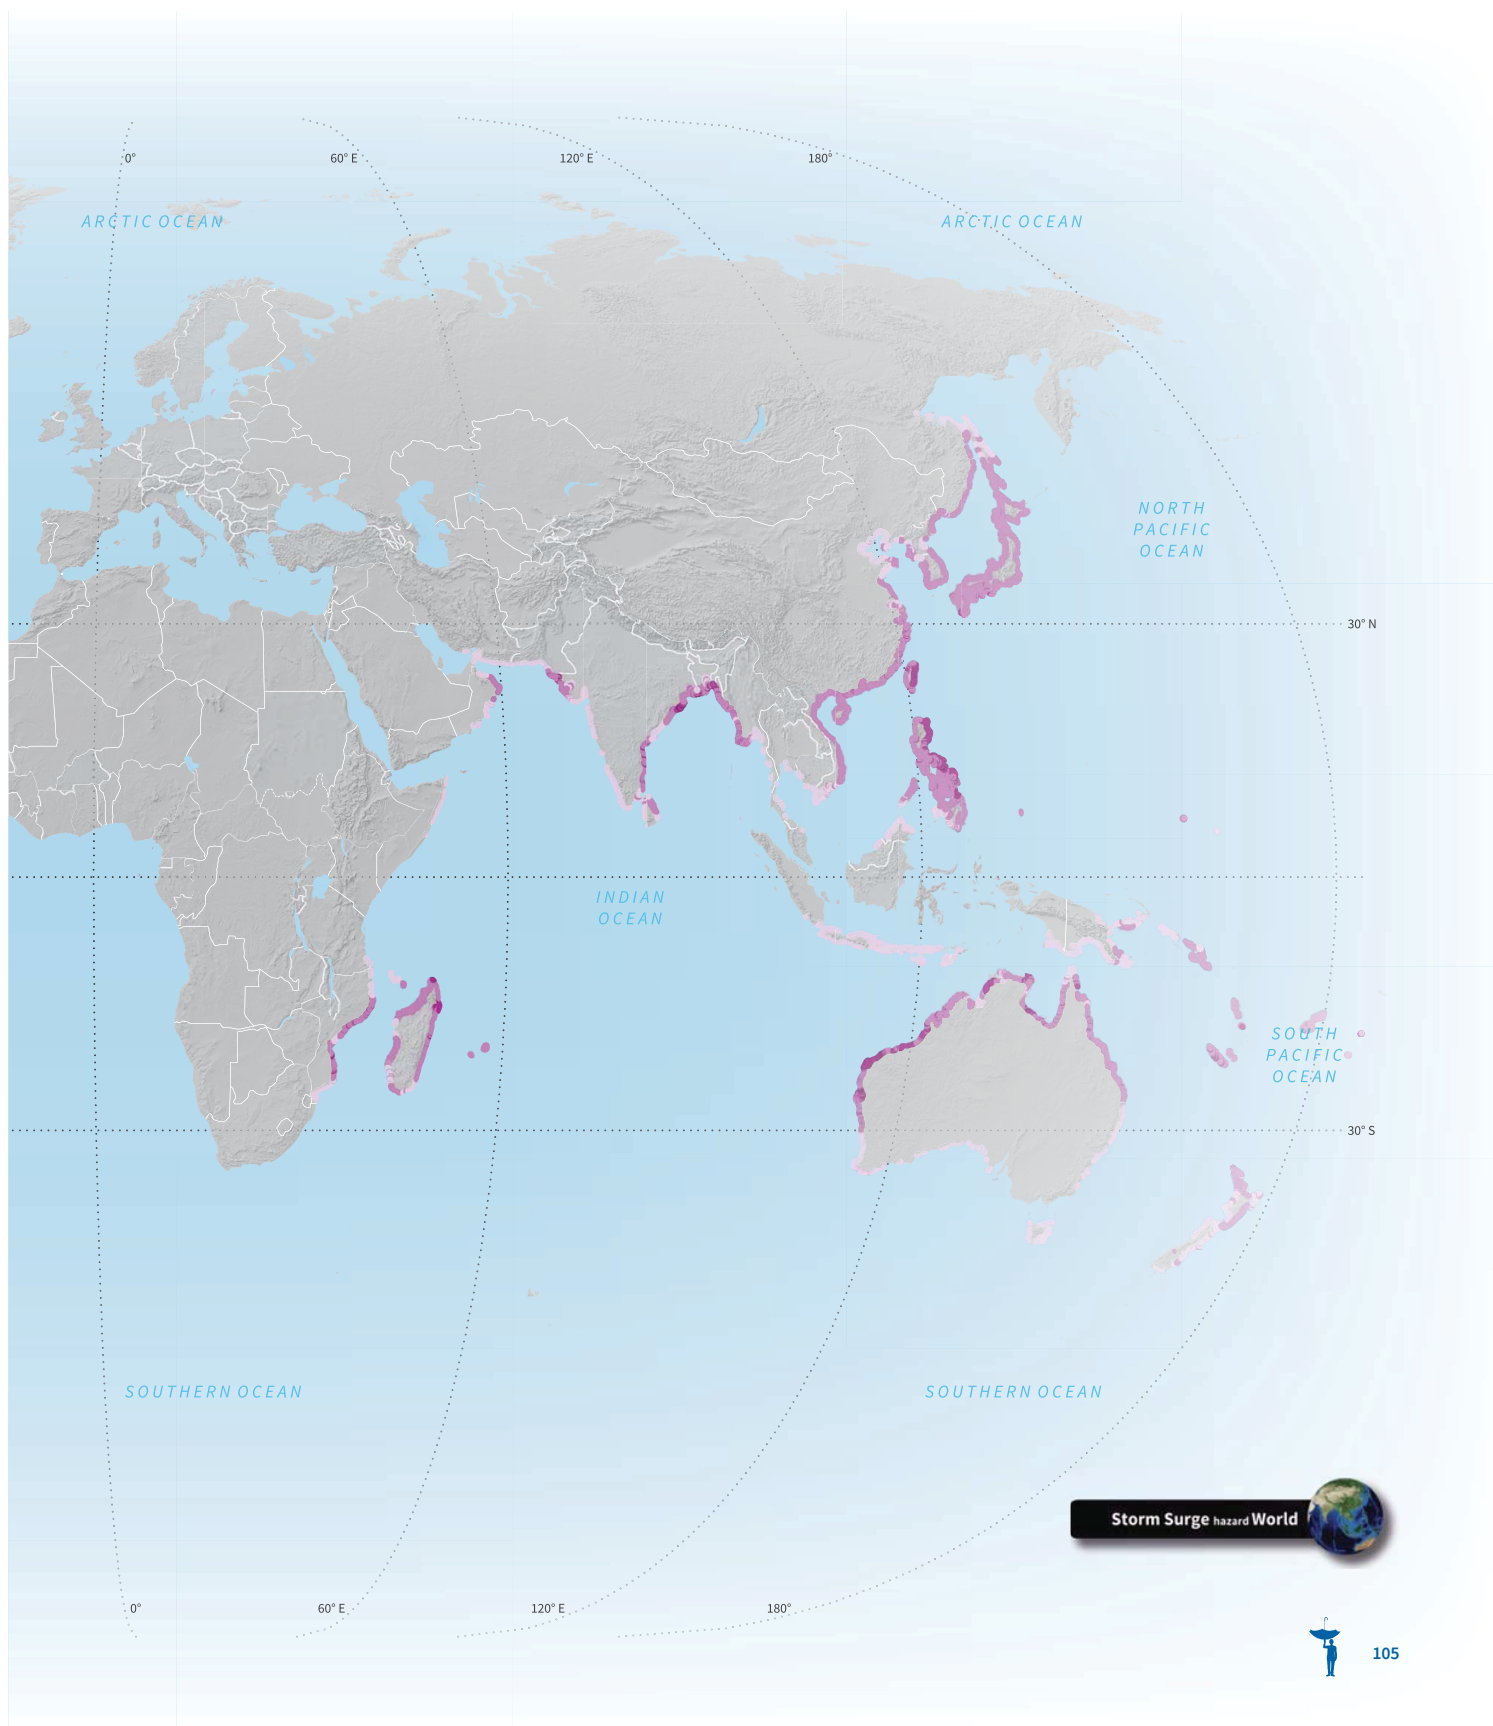 0°
60° E
120° E
180°
ARCTIC OCEAN
ARCTIC OCEAN
NORTH
PACIFIC
OCEAN
30° N
INDIAN
OCEAN
SOUTH
PACIFIC
OCEAN
30° S
SOUTHERN OCEAN
SOUTHERN OCEAN
Storm Surge hazard World
0°
60° E
120° E
180°
105